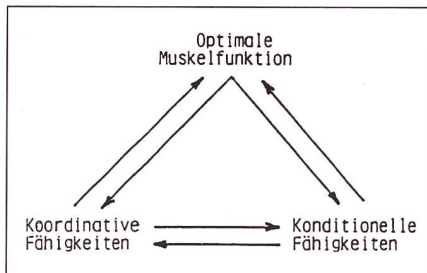 Optimale
Muskelfunktion
Koordinative
Fähigkeiten
Konditionelle
Fähigkeiten